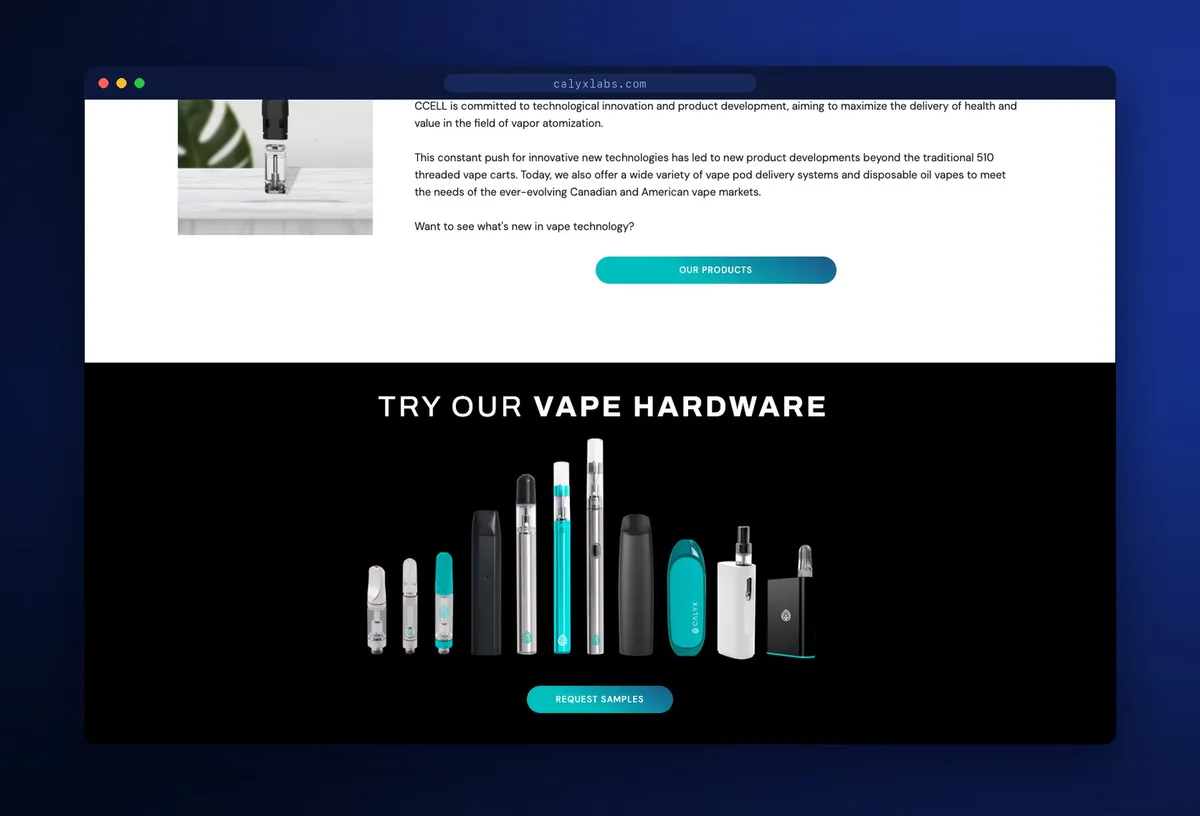 calyxlabs.com
CCELL is committed to technological innovation and product development, aiming to maximize the delivery of health and
value in the field of vapor atomization.
This constant push for innovative new technologies has led to new product developments beyond the traditional 510
threaded vape carts. Today, we also offer a wide variety of vape pod delivery systems and disposable oil vapes to meet
the needs of the ever-evolving Canadian and American vape markets.
Want to see what's new in vape technology?
OUR PRODUCTS
TRY OUR VAPE HARDWARE
CALYX
REQUEST SAMPLES